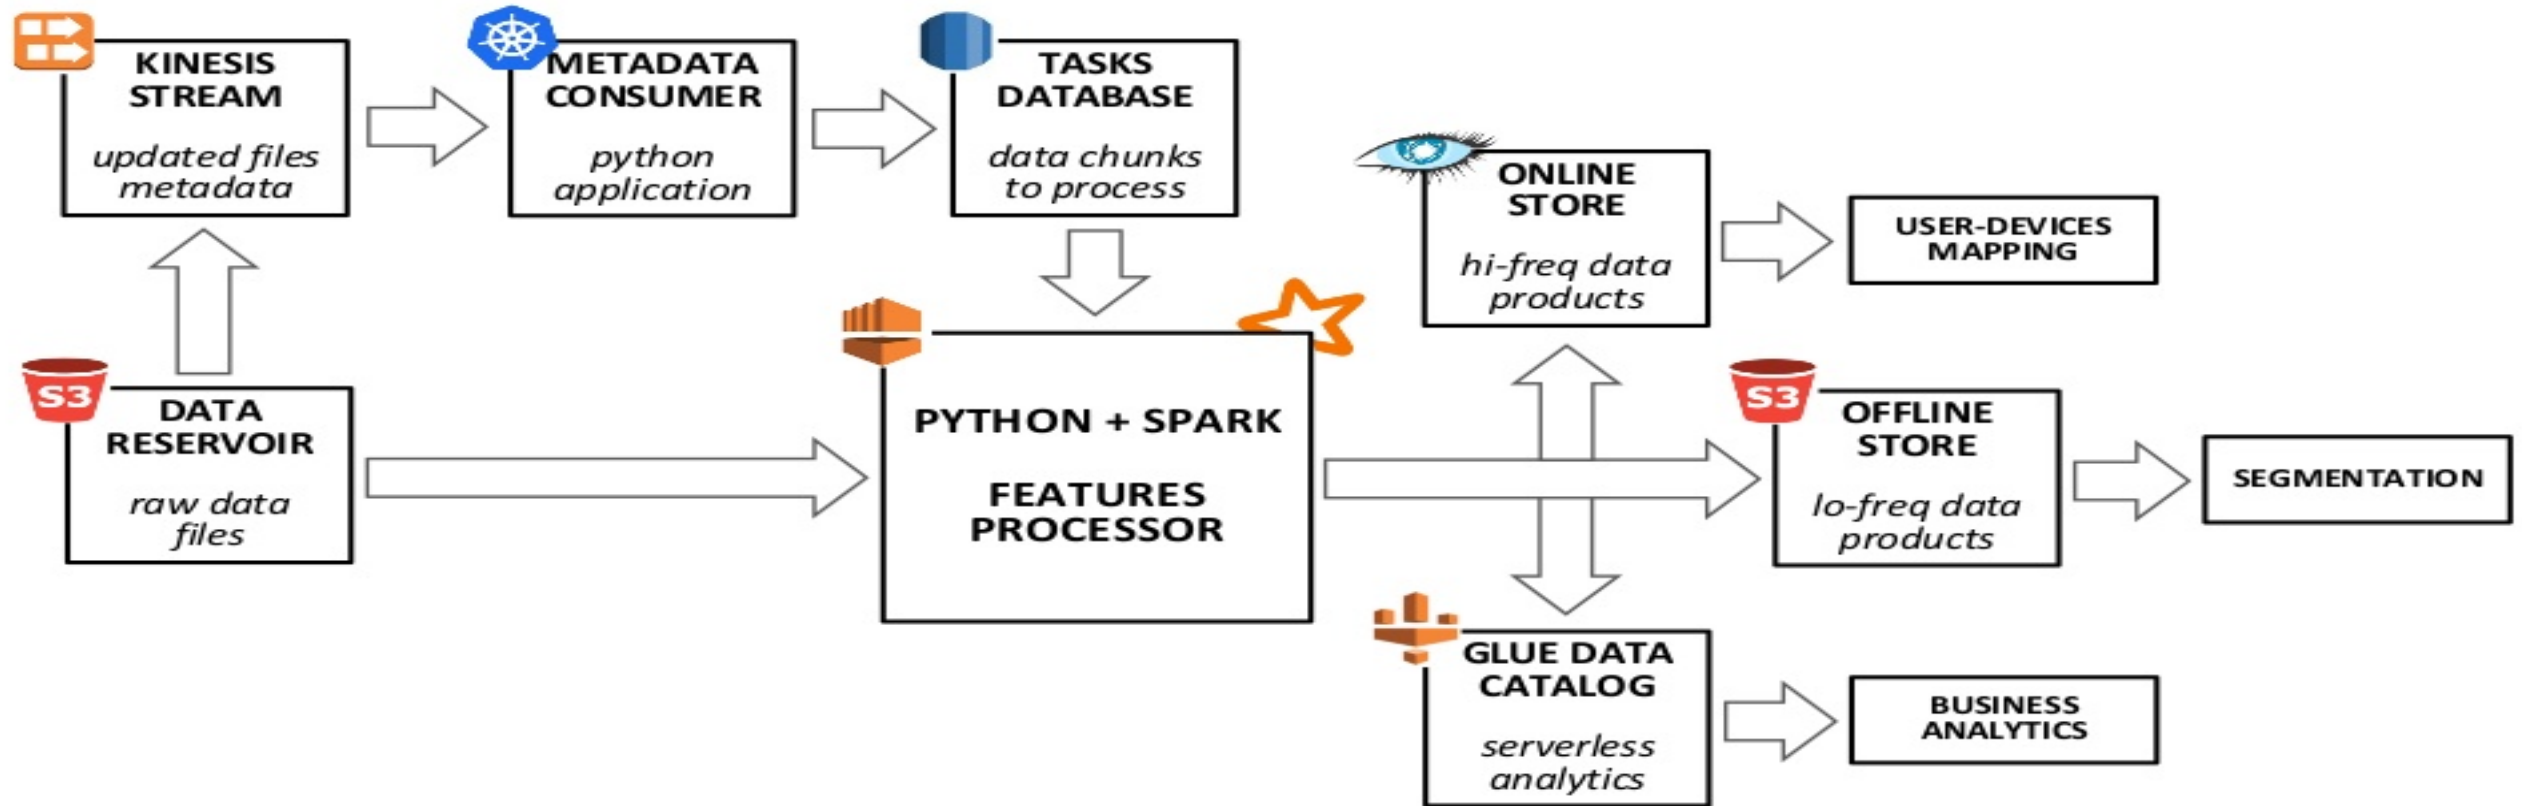 KINESIS
STREAM
updated files
metadata
METADATA
CONSUMER
python
application
TASKS
DATABASE
data chunks
to process
ONLINE
STORE
hi-freq data
products
USER-DEVICES
MAPPING
S3
DATA
RESERVOIR
raw data
files
PYTHON + SPARK
FEATURES
PROCESSOR
S3
OFFLINE
STORE
lo-freq data
products
SEGMENTATION
GLUE DATA
CATALOG
serverless
analytics
BUSINESS
ANALYTICS